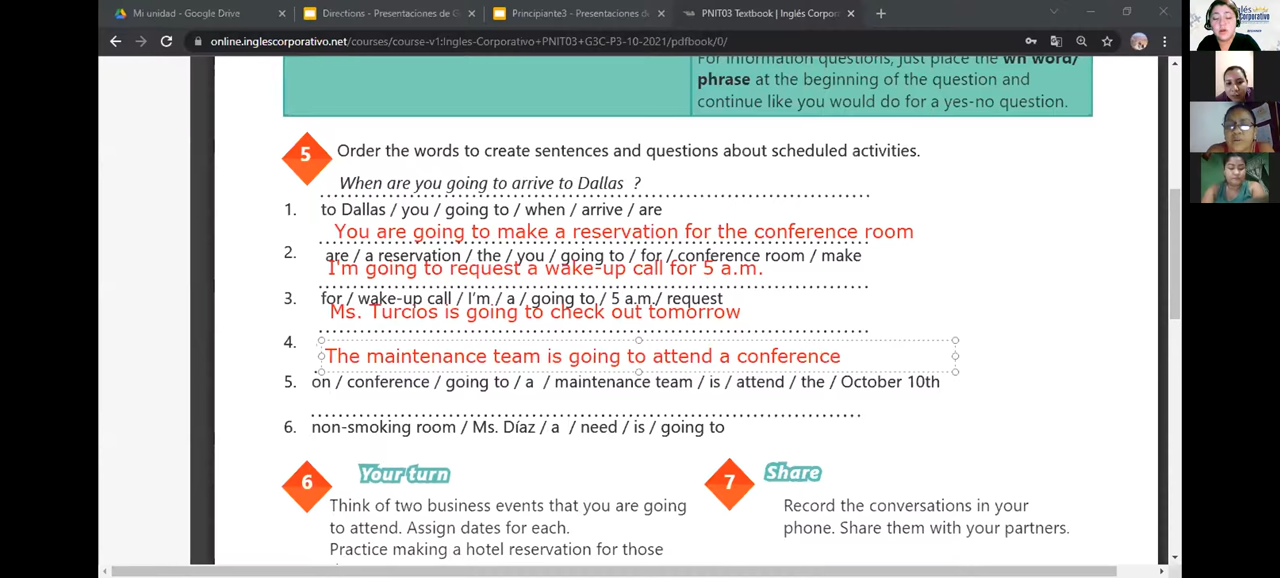 Mi unidad - Google Drive
Directions - Presentaciones de G
Principiante3 - Presentaciones de
PNIT03 Textbook | Inglés Corpor
online.inglescorporativo.net/courses/course-v1:Ingles-Corporativo+PNIT03+G3C-P3-10-2021/pdfbook/0/
For information questions, just place the wh word/
phrase at the beginning of the question and
continue like you would do for a yes-no question.
5 Order the words to create sentences and questions about scheduled activities.
When are you going to arrive to Dallas ?
1. to Dallas / you / going to / when / arrive / are
You are going to make a reservation for the conference room
2. are / a reservation / the / you / going to / for / conference room / make
I'm going to request a wake-up call for 5 a.m.
3. for / wake-up call / I'm / a / going to / 5 a.m./ request
Ms. Turcios is going to check out tomorrow
4.
The maintenance team is going to attend a conference
5. on / conference / going to / a / maintenance team / is / attend / the / October 10th
6. non-smoking room / Ms. Díaz / a / need / is / going to
6 Your turn
Think of two business events that you are going
to attend. Assign dates for each.
Practice making a hotel reservation for those
7 Share
Record the conversations in your
phone. Share them with your partners.